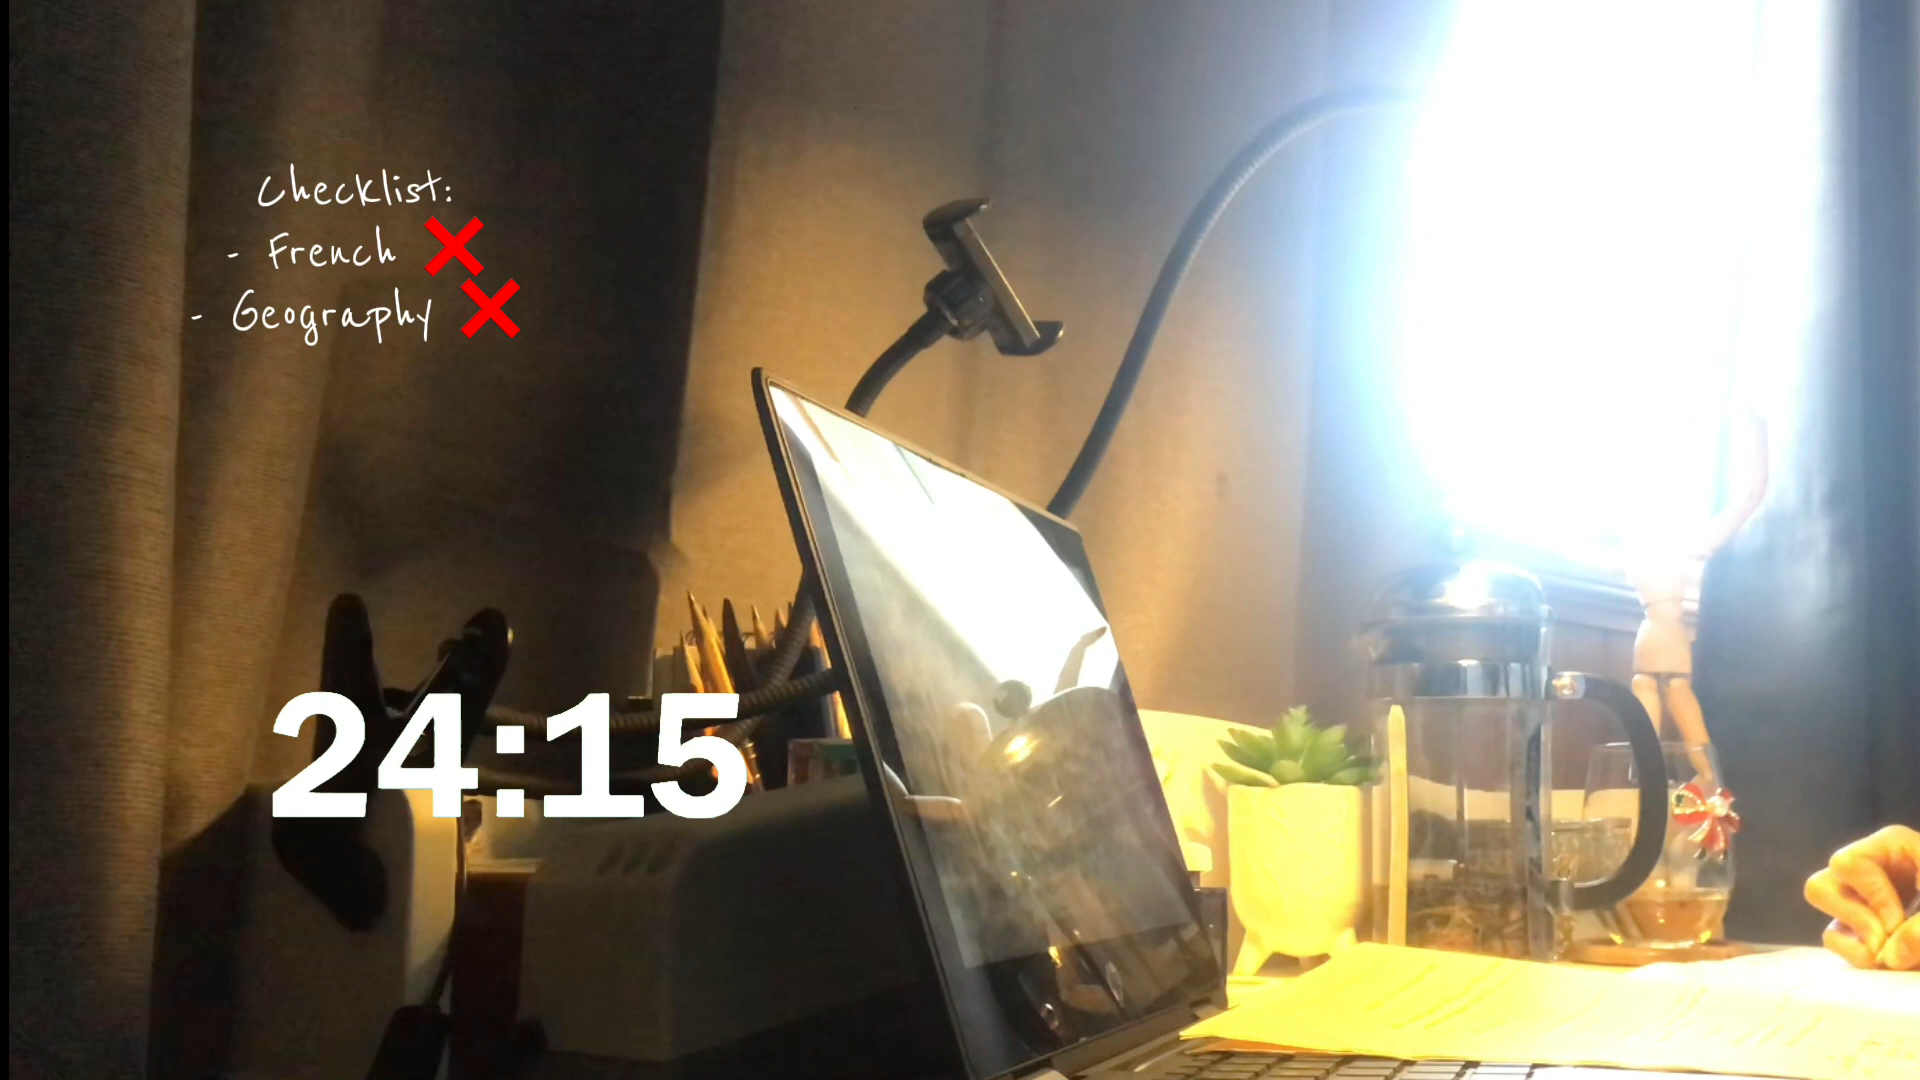 Checklist:
- French ❌
- Geography ❌
24:15